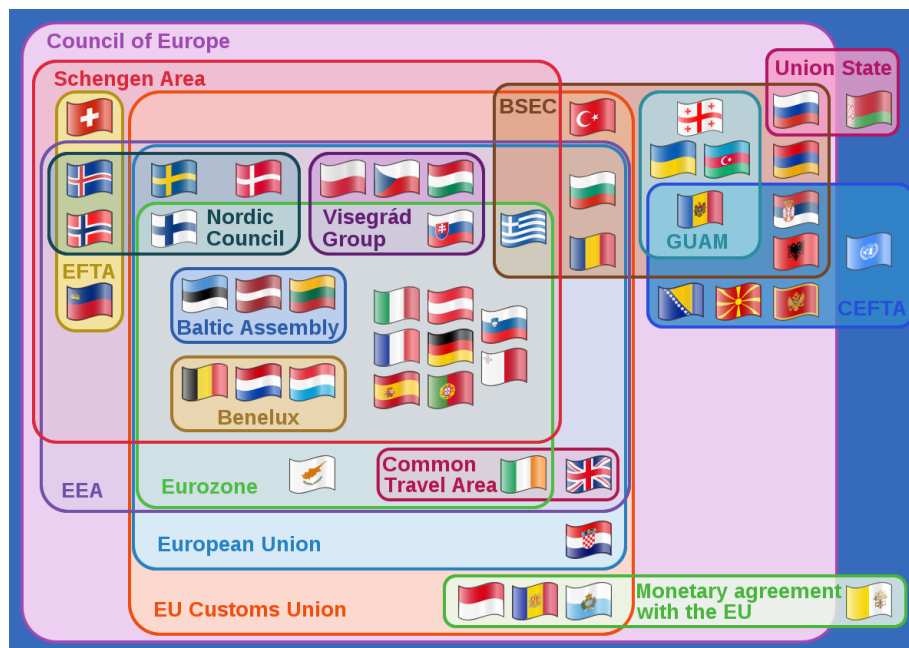 Council of Europe
Schengen Area
Union State
BSEC
Nordic
Council
Visegrád
Group
GUAM
EFTA
CEFTA
Baltic Assembly
Benelux
Common
Travel Area
EEA
Eurozone
European Union
EU Customs Union
Monetary agreement
with the EU